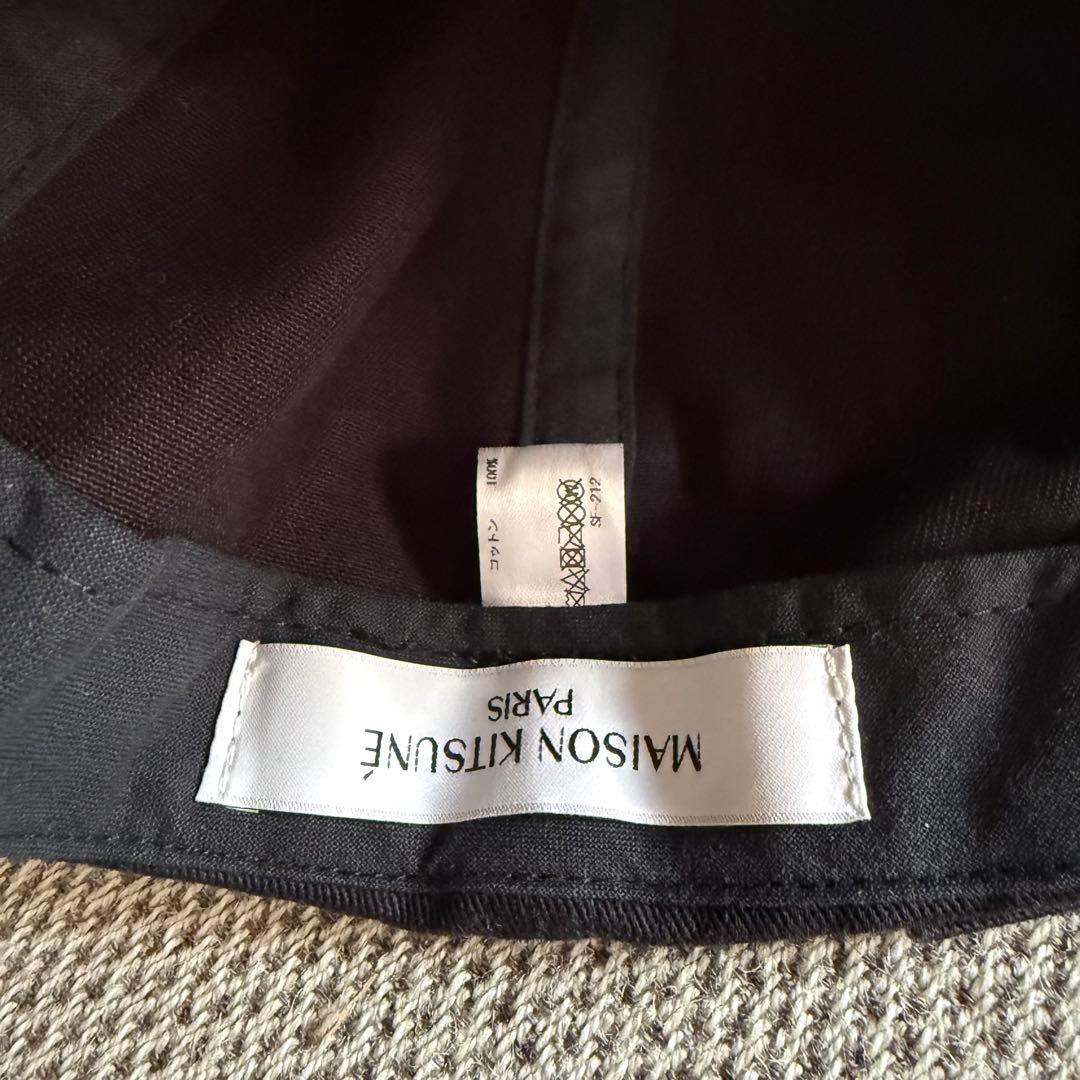 MAISON KITSUNÉ
PARIS
コットン 100%
SF-212